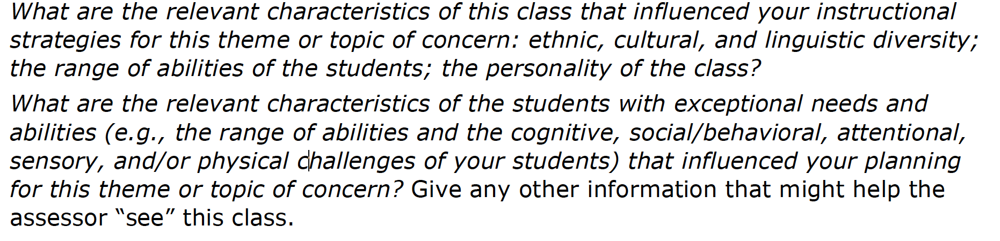 What are the relevant characteristics of this class that influenced your instructional
strategies for this theme or topic of concern: ethnic, cultural, and linguistic diversity;
the range of abilities of the students; the personality of the class?
What are the relevant characteristics of the students with exceptional needs and
abilities (e.g., the range of abilities and the cognitive, social/behavioral, attentional,
sensory, and/or physical challenges of your students) that influenced your planning
for this theme or topic of concern? Give any other information that might help the
assessor “see” this class.